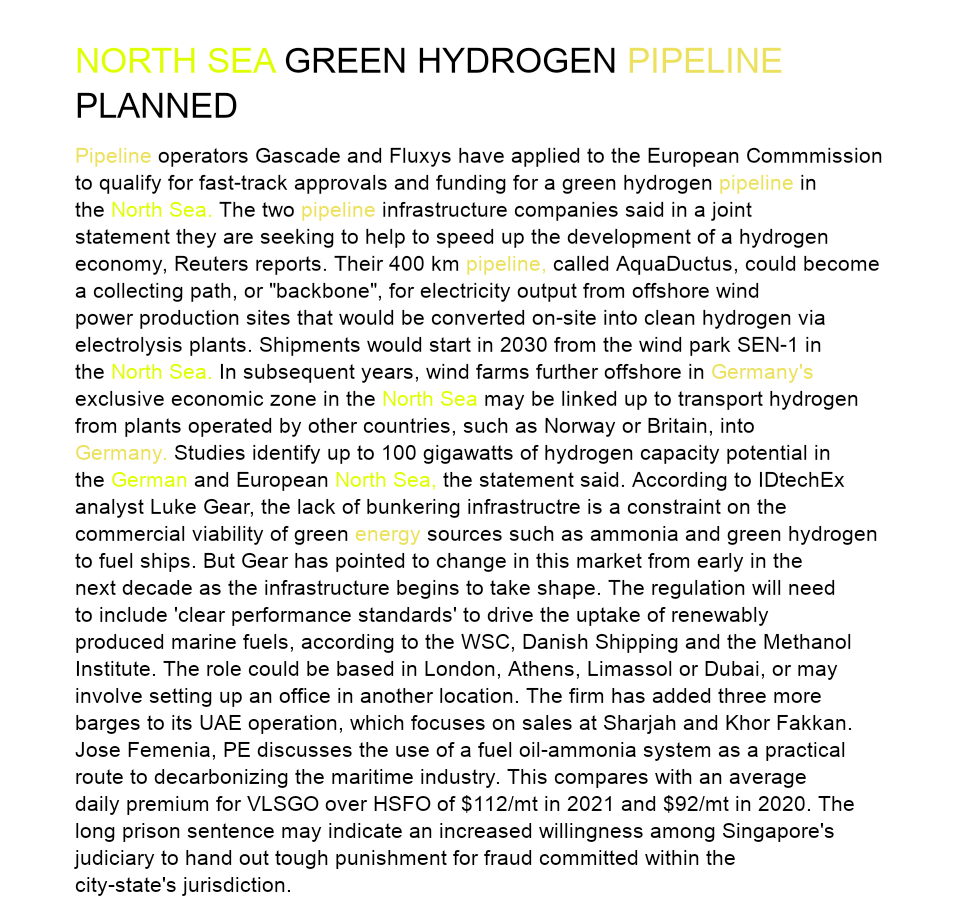 NORTH SEA GREEN HYDROGEN PIPELINE
PLANNED
Pipeline operators Gascade and Fluxys have applied to the European Commmission
to qualify for fast-track approvals and funding for a green hydrogen pipeline in
the North Sea. The two pipeline infrastructure companies said in a joint
statement they are seeking to help to speed up the development of a hydrogen
economy, Reuters reports. Their 400 km pipeline, called AquaDuctus, could become
a collecting path, or "backbone", for electricity output from offshore wind
power production sites that would be converted on-site into clean hydrogen via
electrolysis plants. Shipments would start in 2030 from the wind park SEN-1 in
the North Sea. In subsequent years, wind farms further offshore in Germany's
exclusive economic zone in the North Sea may be linked up to transport hydrogen
from plants operated by other countries, such as Norway or Britain, into
Germany. Studies identify up to 100 gigawatts of hydrogen capacity potential in
the German and European North Sea, the statement said. According to IDtechEx
analyst Luke Gear, the lack of bunkering infrastructre is a constraint on the
commercial viability of green energy sources such as ammonia and green hydrogen
to fuel ships. But Gear has pointed to change in this market from early in the
next decade as the infrastructure begins to take shape. The regulation will need
to include 'clear performance standards' to drive the uptake of renewably
produced marine fuels, according to the WSC, Danish Shipping and the Methanol
Institute. The role could be based in London, Athens, Limassol or Dubai, or may
involve setting up an office in another location. The firm has added three more
barges to its UAE operation, which focuses on sales at Sharjah and Khor Fakkan.
Jose Femenia, PE discusses the use of a fuel oil-ammonia system as a practical
route to decarbonizing the maritime industry. This compares with an average
daily premium for VLSGO over HSFO of $112/mt in 2021 and $92/mt in 2020. The
long prison sentence may indicate an increased willingness among Singapore's
judiciary to hand out tough punishment for fraud committed within the
city-state's jurisdiction.